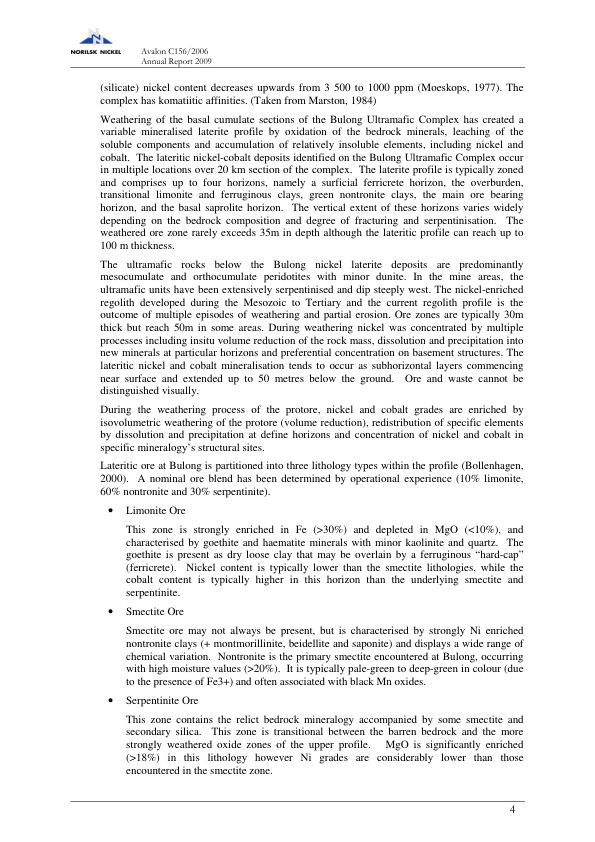 NORILSK NICKEL
Avalon C156/2006
Annual Report 2009
(silicate) nickel content decreases upwards from 3 500 to 1000 ppm (Moeskops, 1977). The
complex has komatiitic affinities. (Taken from Marston, 1984)
Weathering of the basal cumulate sections of the Bulong Ultramafic Complex has created a
variable mineralised laterite profile by oxidation of the bedrock minerals, leaching of the
soluble components and accumulation of relatively insoluble elements, including nickel and
cobalt. The lateritic nickel-cobalt deposits identified on the Bulong Ultramafic Complex occur
in multiple locations over 20 km section of the complex. The laterite profile is typically zoned
and comprises up to four horizons, namely a surficial ferricrete horizon, the overburden,
transitional limonite and ferruginous clays, green nontronite clays, the main ore bearing
horizon, and the basal saprolite horizon. The vertical extent of these horizons varies widely
depending on the bedrock composition and degree of fracturing and serpentinisation. The
weathered ore zone rarely exceeds 35m in depth although the lateritic profile can reach up to
100 m thickness.
The ultramafic rocks below the Bulong nickel laterite deposits are predominantly
mesocumulate and orthocumulate peridotites with minor dunite. In the mine areas, the
ultramafic units have been extensively serpentinised and dip steeply west. The nickel-enriched
regolith developed during the Mesozoic to Tertiary and the current regolith profile is the
outcome of multiple episodes of weathering and partial erosion. Ore zones are typically 30m
thick but reach 50m in some areas. During weathering nickel was concentrated by multiple
processes including insitu volume reduction of the rock mass, dissolution and precipitation into
new minerals at particular horizons and preferential concentration on basement structures. The
lateritic nickel and cobalt mineralisation tends to occur as subhorizontal layers commencing
near surface and extended up to 50 metres below the ground. Ore and waste cannot be
distinguished visually.
During the weathering process of the protore, nickel and cobalt grades are enriched by
isovolumetric weathering of the protore (volume reduction), redistribution of specific elements
by dissolution and precipitation at define horizons and concentration of nickel and cobalt in
specific mineralogy's structural sites.
Lateritic ore at Bulong is partitioned into three lithology types within the profile (Bollenhagen,
2000). A nominal ore blend has been determined by operational experience (10% limonite,
60% nontronite and 30% serpentinite).
• Limonite Ore
This zone is strongly enriched in Fe (>30%) and depleted in MgO (<10%), and
characterised by goethite and haematite minerals with minor kaolinite and quartz. The
goethite is present as dry loose clay that may be overlain by a ferruginous “hard-cap”
(ferricrete). Nickel content is typically lower than the smectite lithologies, while the
cobalt content is typically higher in this horizon than the underlying smectite and
serpentinite.
• Smectite Ore
Smectite ore may not always be present, but is characterised by strongly Ni enriched
nontronite clays (+ montmorillinite, beidellite and saponite) and displays a wide range of
chemical variation. Nontronite is the primary smectite encountered at Bulong, occurring
with high moisture values (>20%). It is typically pale-green to deep-green in colour (due
to the presence of Fe3+) and often associated with black Mn oxides.
• Serpentinite Ore
This zone contains the relict bedrock mineralogy accompanied by some smectite and
secondary silica. This zone is transitional between the barren bedrock and the more
strongly weathered oxide zones of the upper profile. MgO is significantly enriched
(>18%) in this lithology however Ni grades are considerably lower than those
encountered in the smectite zone.
4